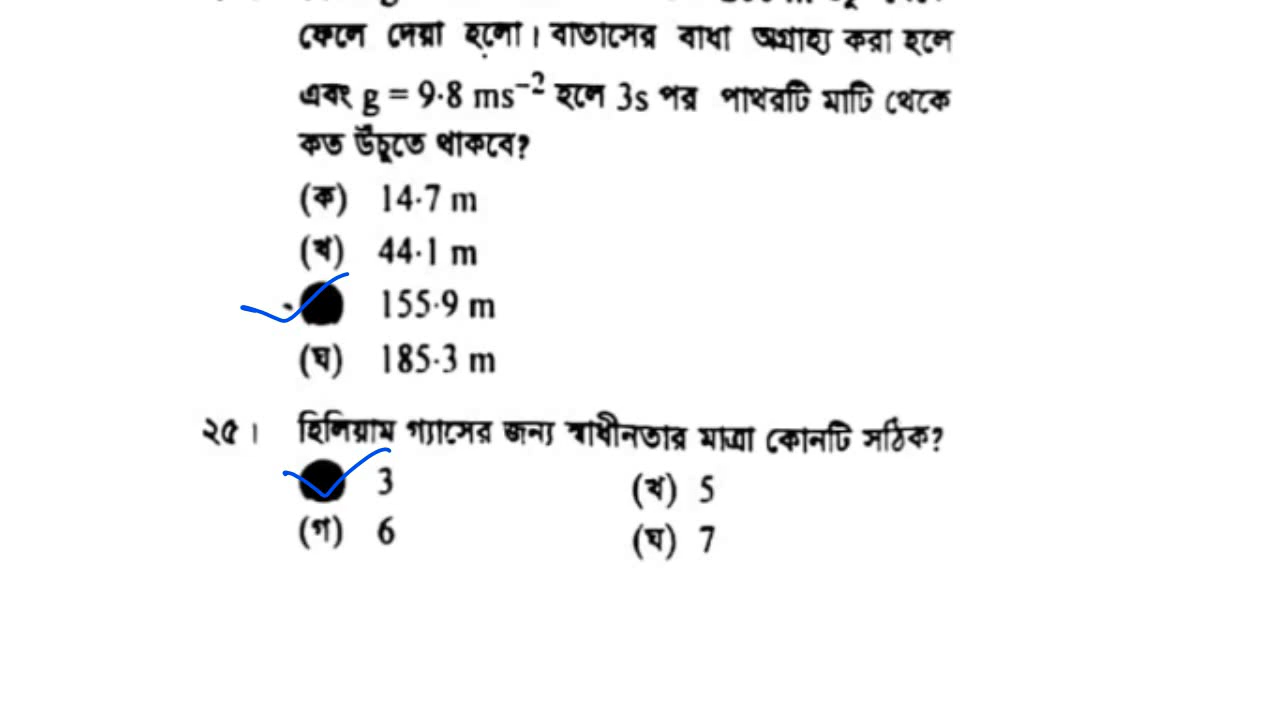 ফেলে দেয়া হলো। বাতাসের বাধা অগ্রাহ্য করা হলে
এবং g = 9·8 ms⁻² হলে 3s পর পাথরটি মাটি থেকে
কত উঁচুতে থাকবে?
(ক) 14·7 m
(খ) 44·1 m
155·9 m
(ঘ) 185·3 m
২৫। হিলিয়াম গ্যাসের জন্য স্বাধীনতার মাত্রা কোনটি সঠিক?
3 (খ) 5
(গ) 6 (ঘ) 7